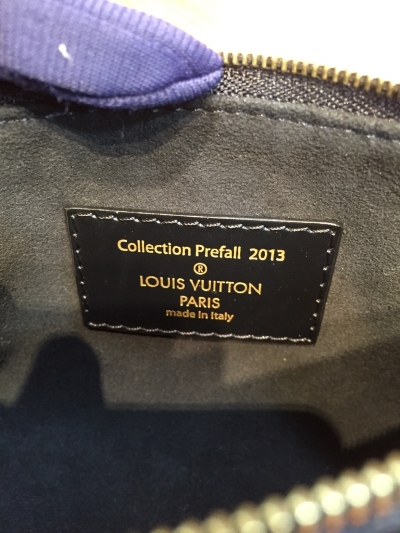 Collection Prefall 2013
®
LOUIS VUITTON
PARIS
made in Italy